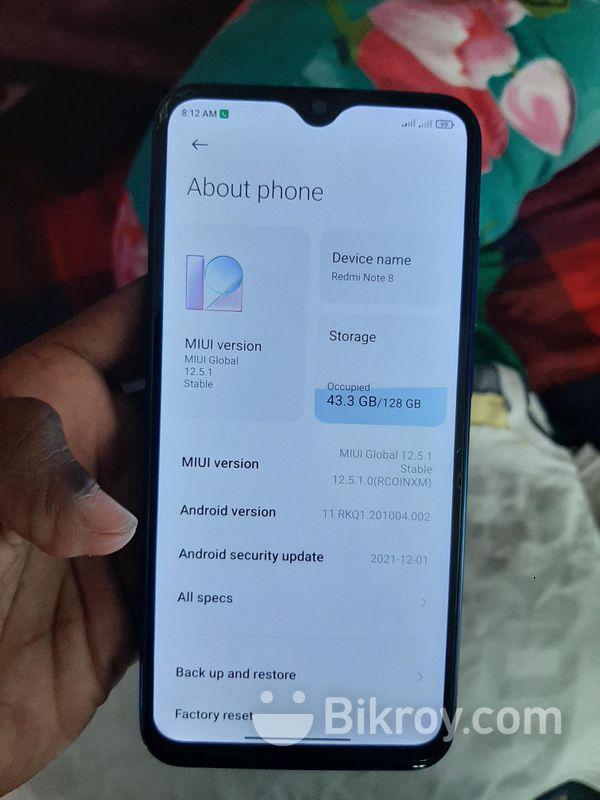 8:12 AM
99
About phone
Device name
Redmi Note 8
MIUI version
MIUI Global
12.5.1
Stable
Storage
Occupied
43.3 GB/128 GB
MIUI version
MIUI Global 12.5.1
Stable
12.5.1.0(RCOINXM)
Android version
11 RKQ1.201004.002
Android security update
2021-12-01
All specs
Back up and restore
Factory reset
Bikroy.com